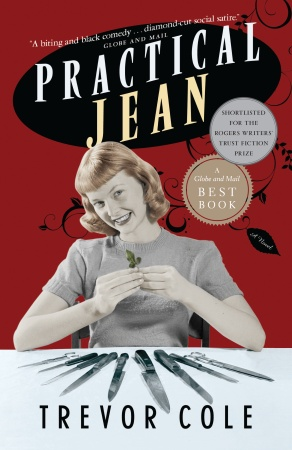 "A biting and black comedy . . . diamond-cut social satire."
GLOBE AND MAIL
PRACTICAL
JEAN
SHORTLISTED
FOR THE
ROGERS WRITERS'
TRUST FICTION
PRIZE
A
Globe and Mail
BEST
BOOK
A Novel
TREVOR COLE